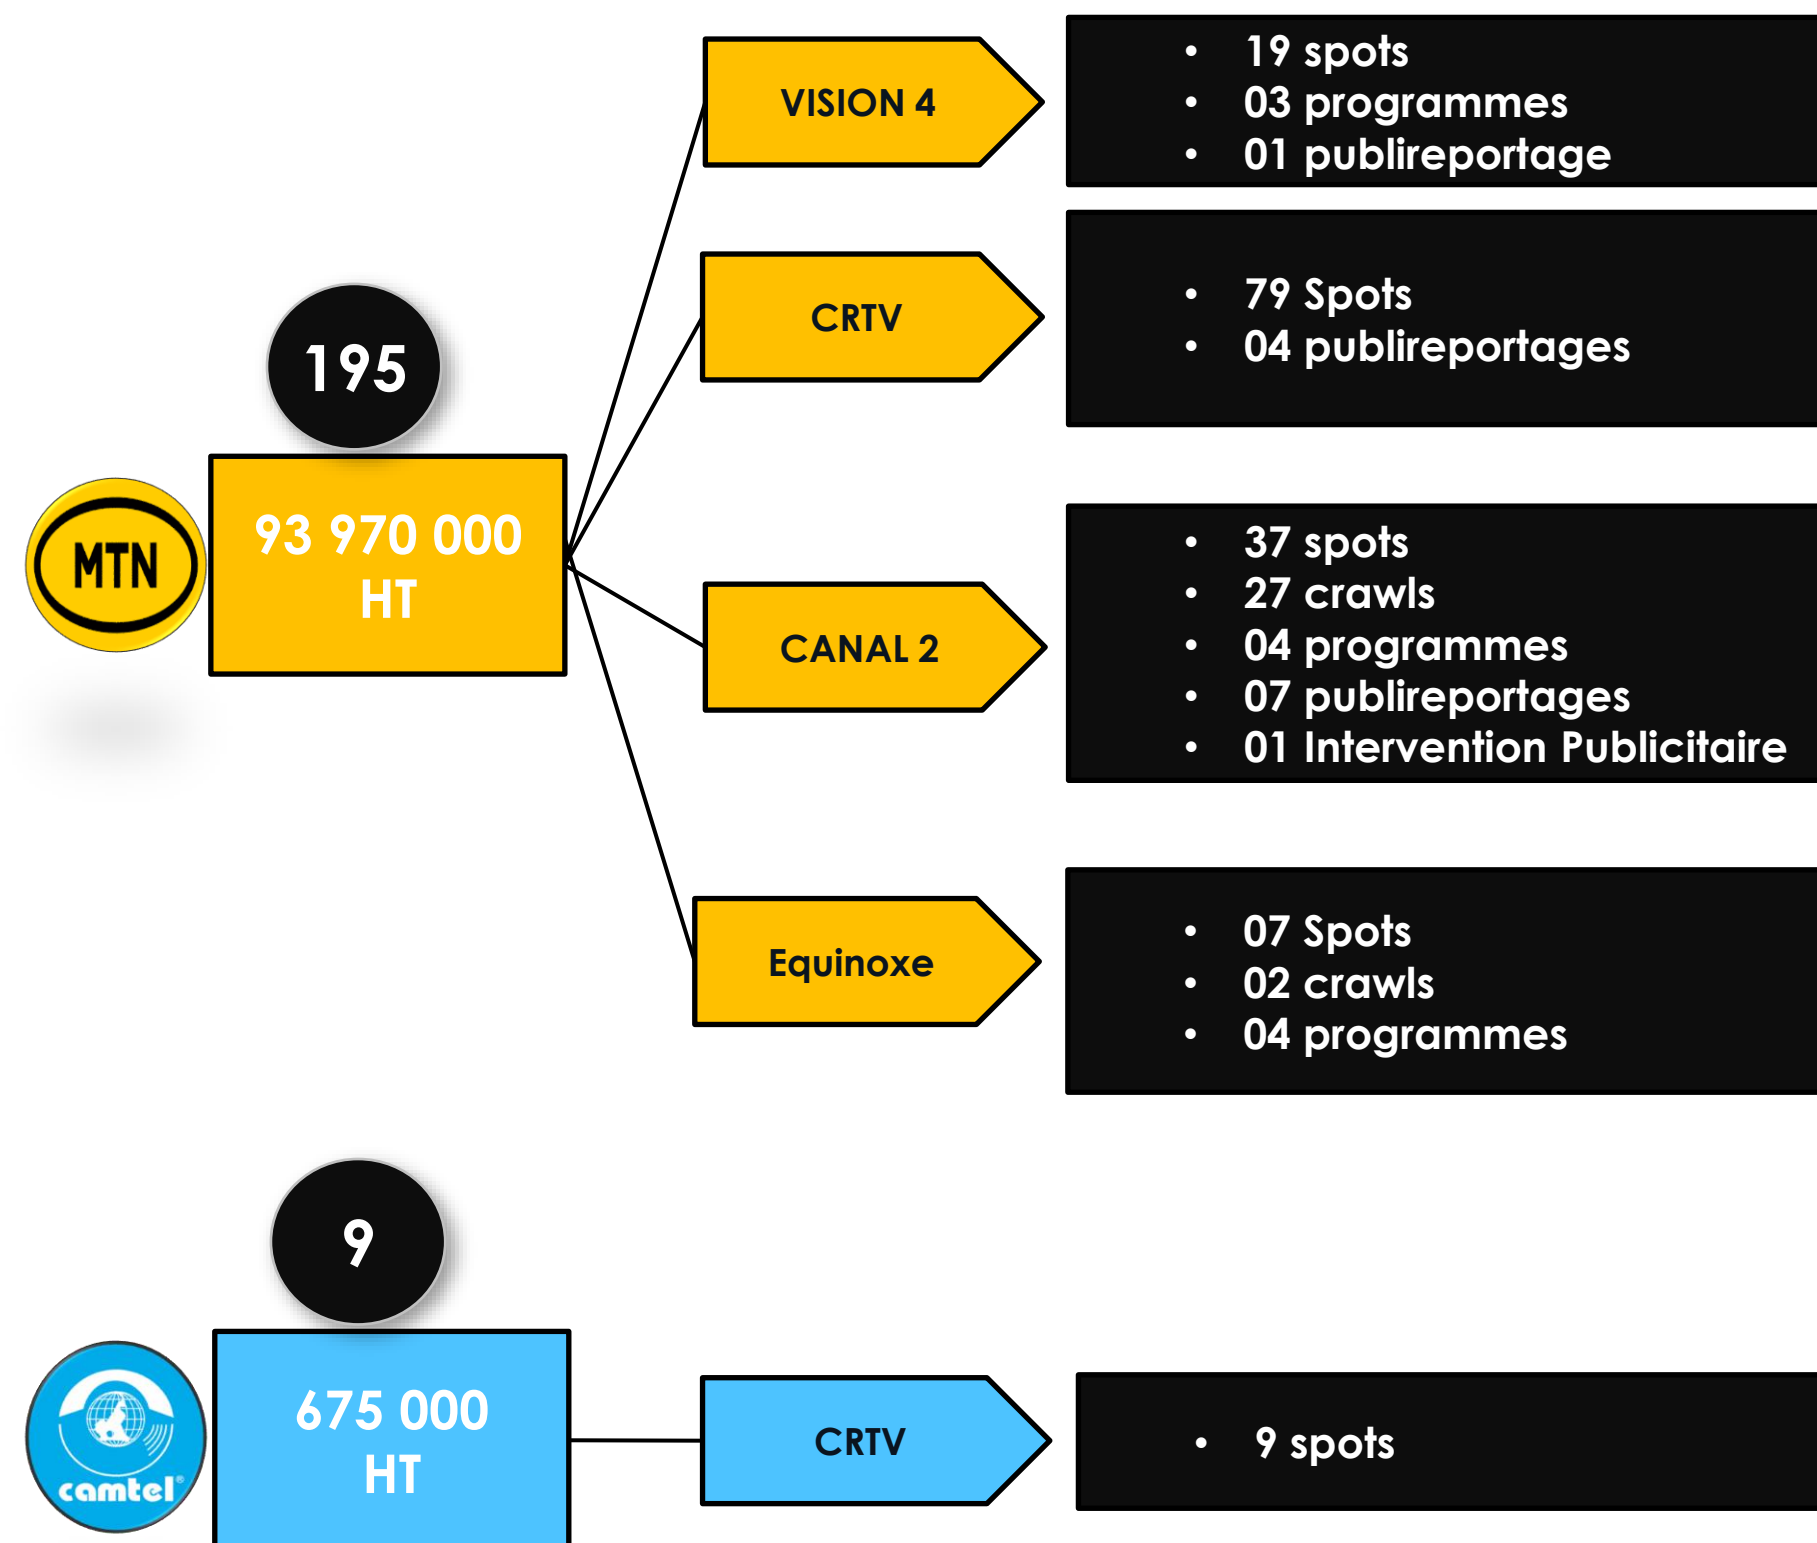 VISION 4
• 19 spots
• 03 programmes
• 01 publireportage
CRTV
• 79 Spots
• 04 publireportages
195
MTN
93 970 000
HT
CANAL 2
• 37 spots
• 27 crawls
• 04 programmes
• 07 publireportages
• 01 Intervention Publicitaire
Equinoxe
• 07 Spots
• 02 crawls
• 04 programmes
9
camtel®
675 000
HT
CRTV
• 9 spots